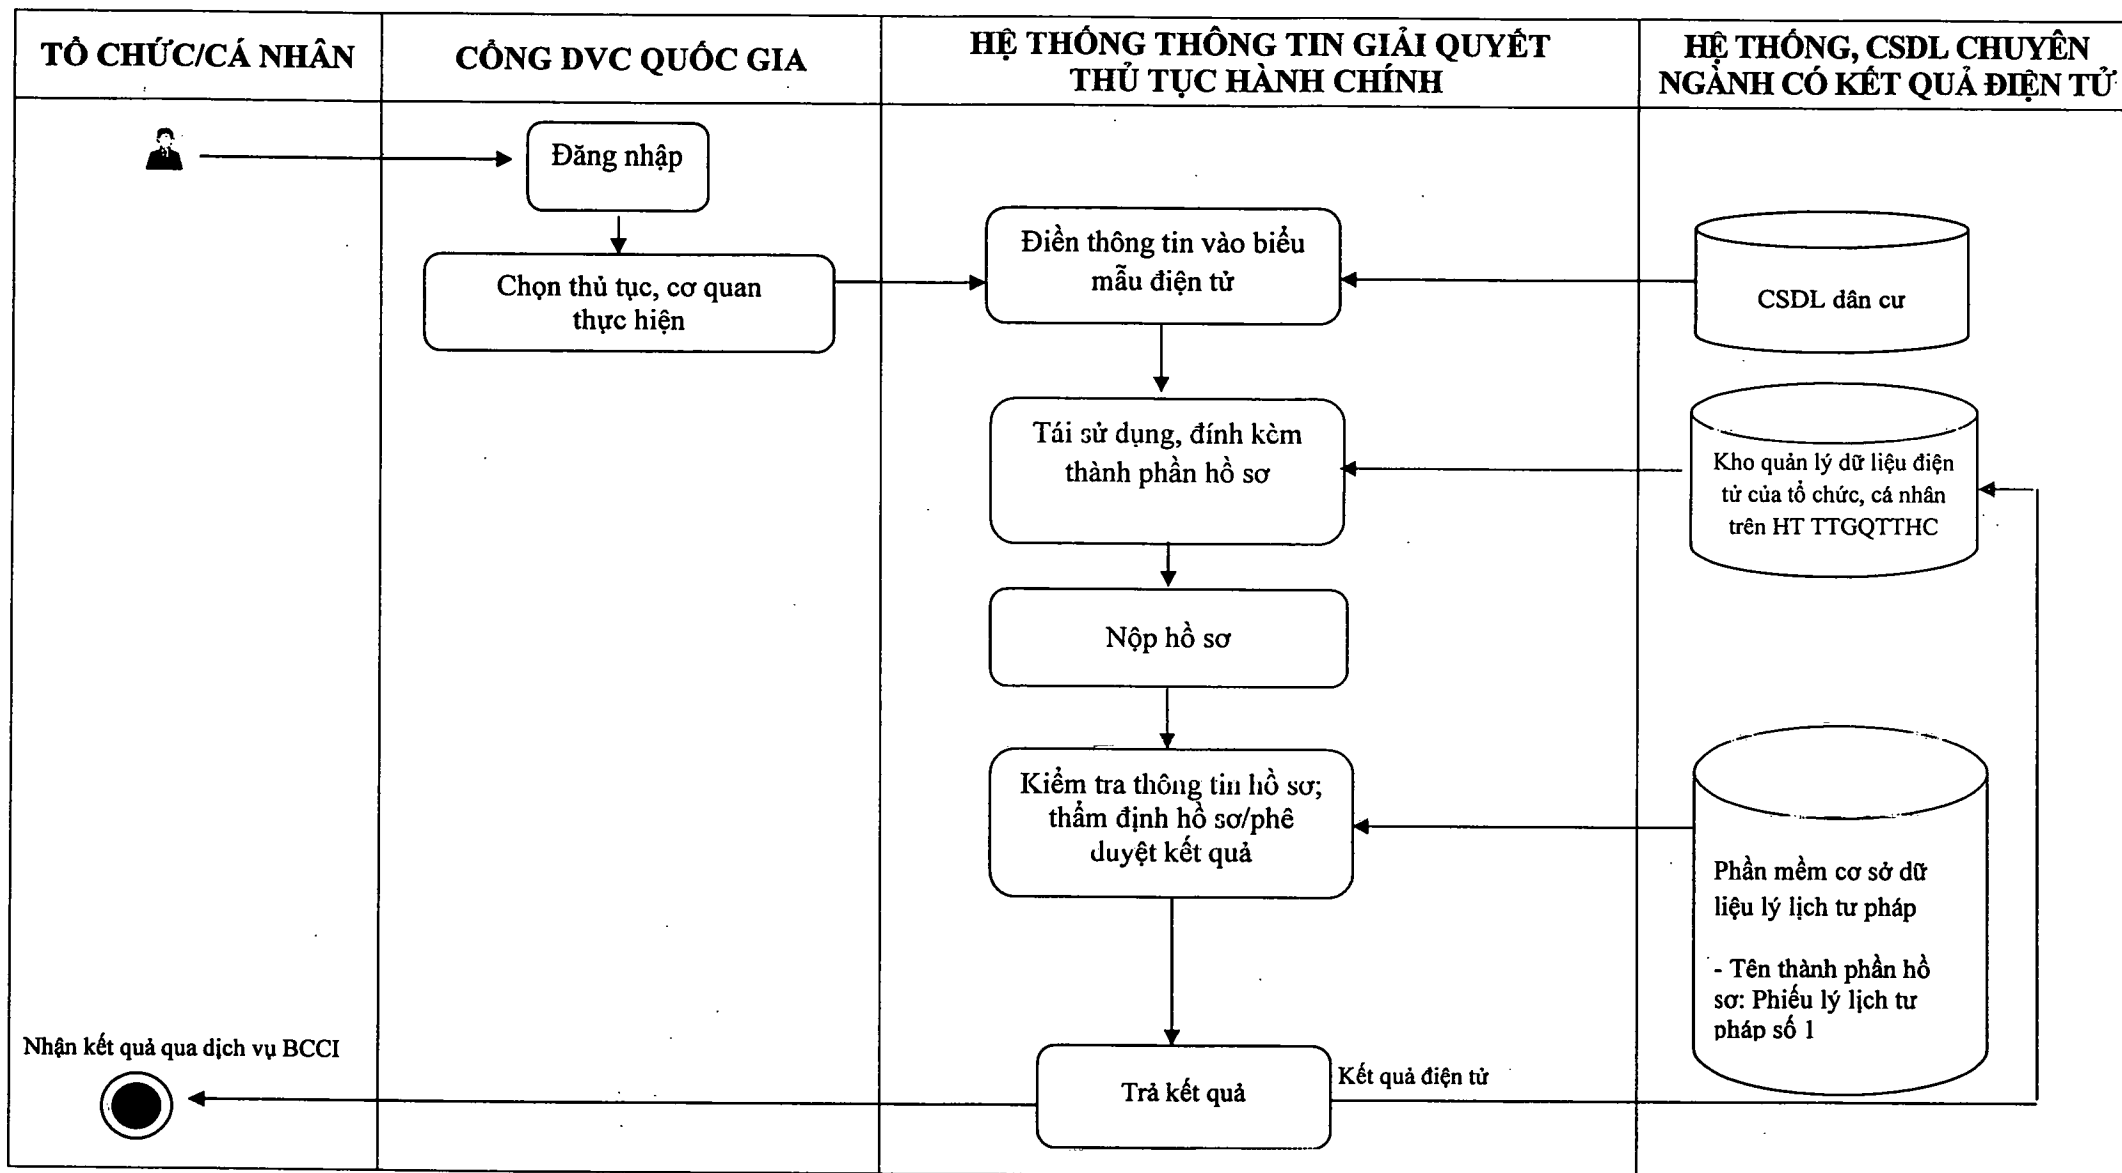 TỔ CHỨC/CÁ NHÂN
CỔNG DVC QUỐC GIA
HỆ THỐNG THÔNG TIN GIẢI QUYẾT
THỦ TỤC HÀNH CHÍNH
HỆ THỐNG, CSDL CHUYÊN
NGÀNH CÓ KẾT QUẢ ĐIỆN TỬ
Đăng nhập
Chọn thủ tục, cơ quan
thực hiện
Điền thông tin vào biểu
mẫu điện tử
CSDL dân cư
Tái sử dụng, đính kèm
thành phần hồ sơ
Kho quản lý dữ liệu điện
tử của tổ chức, cá nhân
trên HT TTGQTTHC
Nộp hồ sơ
Kiểm tra thông tin hồ sơ;
thẩm định hồ sơ/phê
duyệt kết quả
Phần mềm cơ sở dữ
liệu lý lịch tư pháp
- Tên thành phần hồ
sơ: Phiếu lý lịch tư
pháp số 1
Nhận kết quả qua dịch vụ BCCI
Trả kết quả
Kết quả điện tử